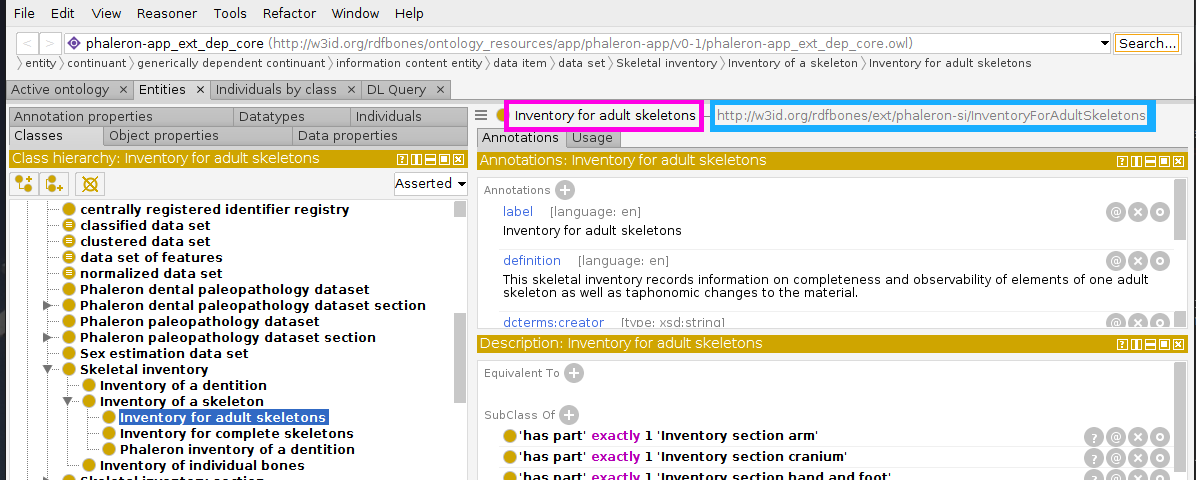 File Edit View Reasoner Tools Refactor Window Help
< > phaleron-app_ext_dep_core (http://w3id.org/rdfbones/ontology_resources/app/phaleron-app/v0-1/phaleron-app_ext_dep_core.owl) Search...
entity continuant generically dependent continuant information content entity data item data set Skeletal inventory Inventory of a skeleton Inventory for adult skeletons
Active ontology × Entities × Individuals by class × DL Query ×
Annotation properties Datatypes Individuals
Classes Object properties Data properties
Class hierarchy: Inventory for adult skeletons
Asserted
centrally registered identifier registry
classified data set
clustered data set
data set of features
normalized data set
Phaleron dental paleopathology dataset
Phaleron dental paleopathology dataset section
Phaleron paleopathology dataset
Phaleron paleopathology dataset section
Sex estimation data set
Skeletal inventory
Inventory of a dentition
Inventory of a skeleton
Inventory for adult skeletons
Inventory for complete skeletons
Phaleron inventory of a dentition
Inventory of individual bones
Skeletal inventory section
Inventory for adult skeletons — http://w3id.org/rdfbones/ext/phaleron-si/InventoryForAdultSkeletons
Annotations Usage
Annotations: Inventory for adult skeletons
Annotations
label [language: en]
Inventory for adult skeletons
definition [language: en]
This skeletal inventory records information on completeness and observability of elements of one adult
skeleton as well as taphonomic changes to the material.
dcterms:creator [type: xsd:string]
Description: Inventory for adult skeletons
Equivalent To
SubClass Of
'has part' exactly 1 'Inventory section arm'
'has part' exactly 1 'Inventory section cranium'
'has part' exactly 1 'Inventory section hand and foot'